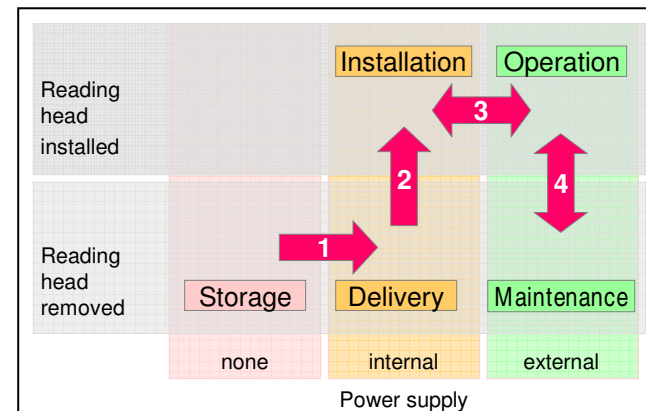 Installation
Operation
Reading
head
installed
3
2
4
1
Reading
head
removed
Storage
Delivery
Maintenance
none
internal
external
Power supply